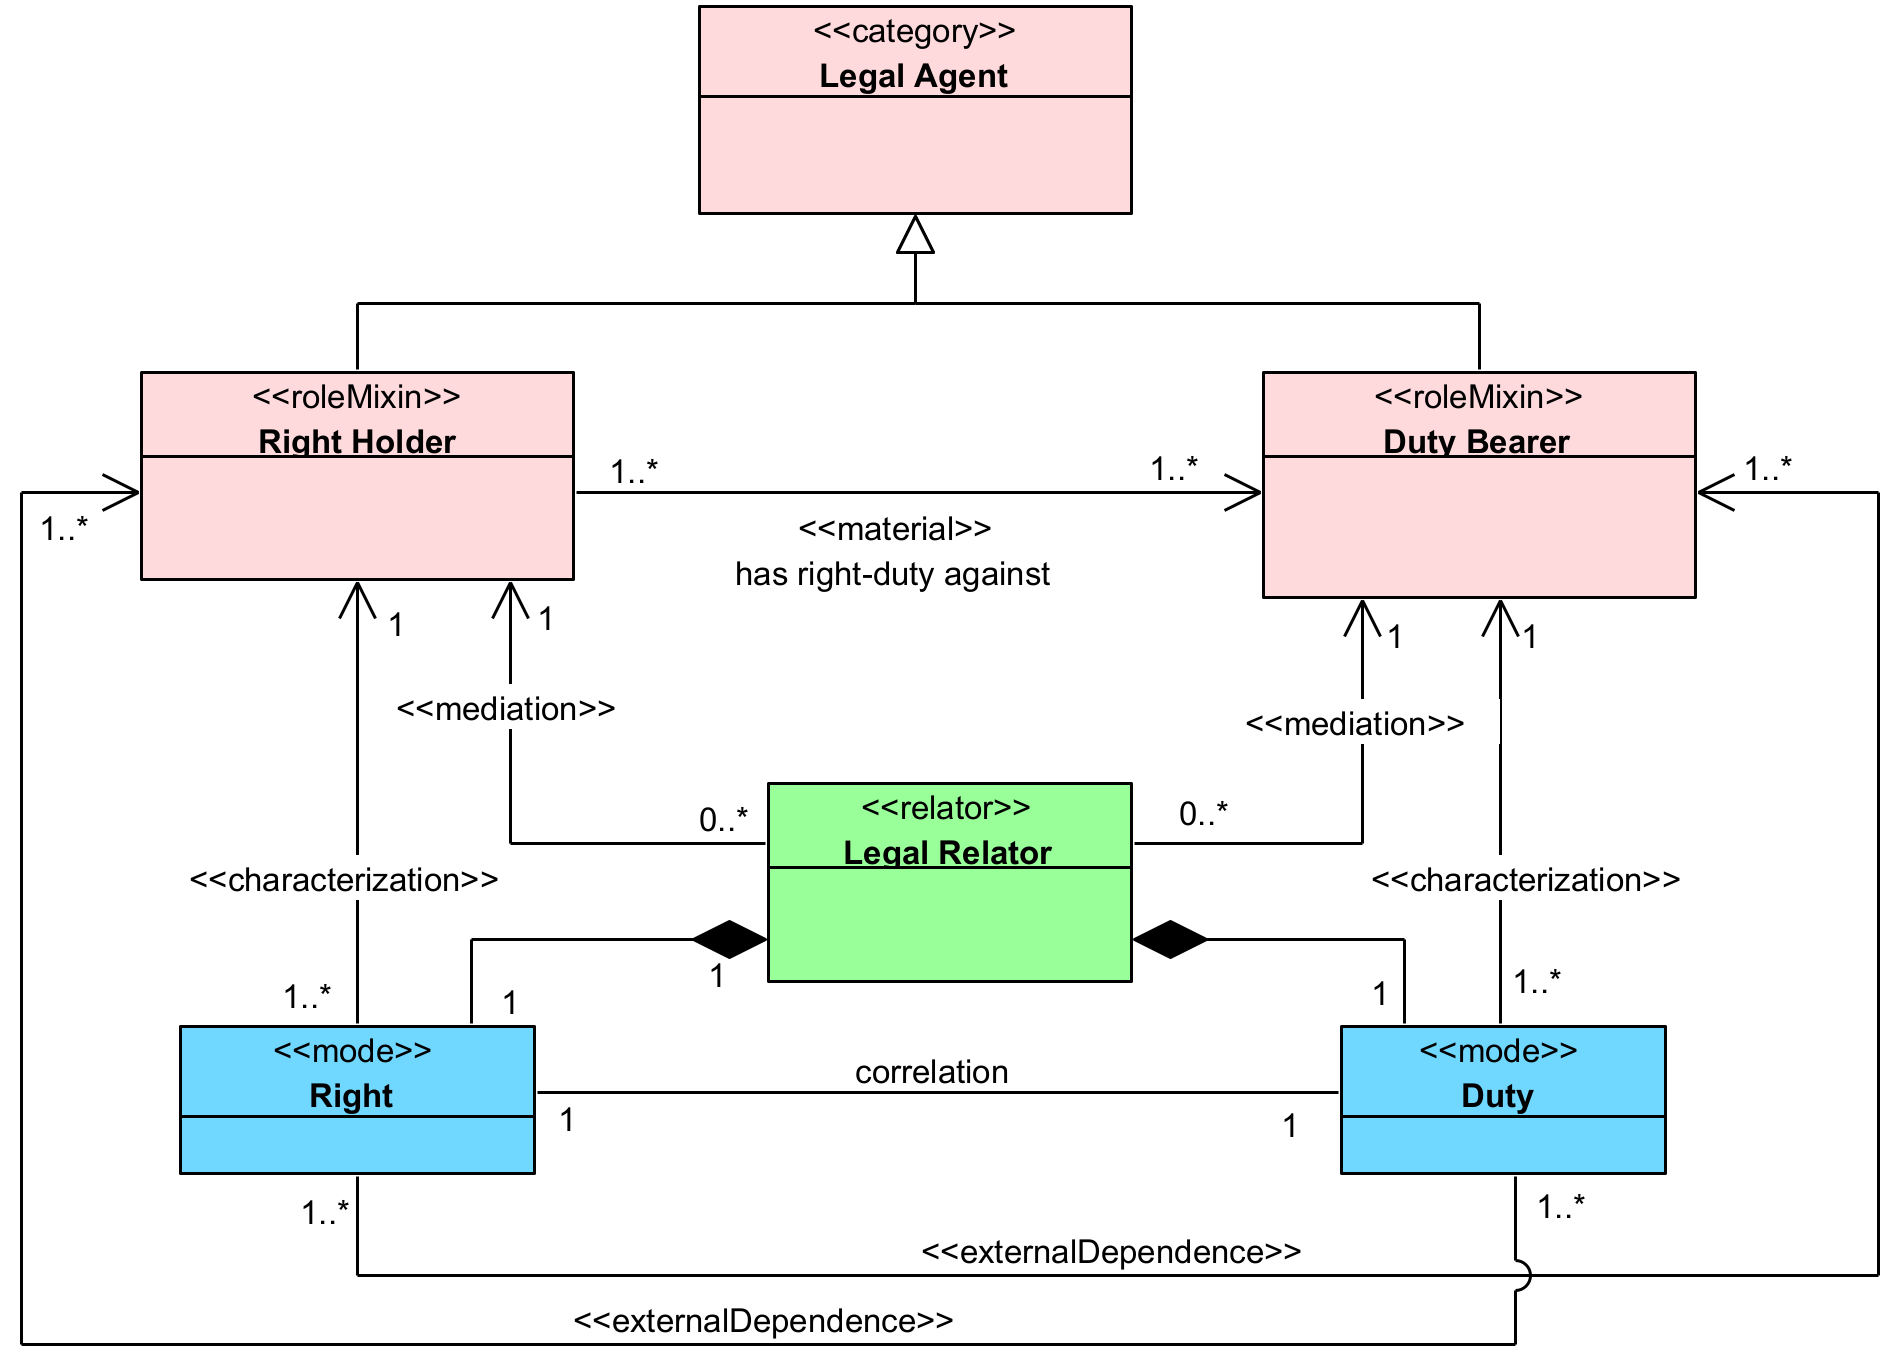 <<category>>
Legal Agent
<<roleMixin>>
Right Holder
<<roleMixin>>
Duty Bearer
1..*
1..*
1..*
1..*
<<material>>
has right-duty against
1
1
1
1
<<mediation>>
<<mediation>>
0..*
0..*
<<relator>>
Legal Relator
<<characterization>>
<<characterization>>
1
1..*
1
1
1..*
<<mode>>
Right
correlation
<<mode>>
Duty
1
1
1..*
1..*
<<externalDependence>>
<<externalDependence>>